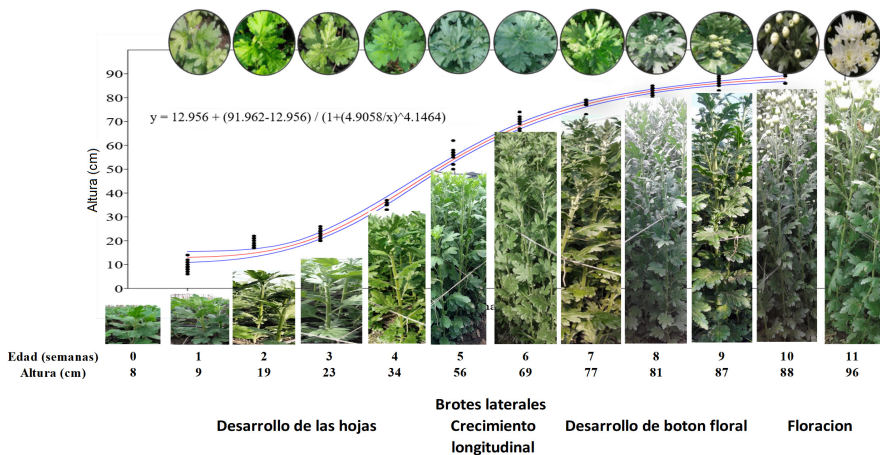 90
80
70
60
50
40
30
20
10
0
Altura (cm)
y = 12.956 + (91.962-12.956) / (1+(4.9058/x)^4.1464)
Edad (semanas) 0 1 2 3 4 5 6 7 8 9 10 11
Altura (cm) 8 9 19 23 34 56 69 77 81 87 88 96
Desarrollo de las hojas
Brotes laterales
Crecimiento
longitudinal
Desarrollo de boton floral
Floracion